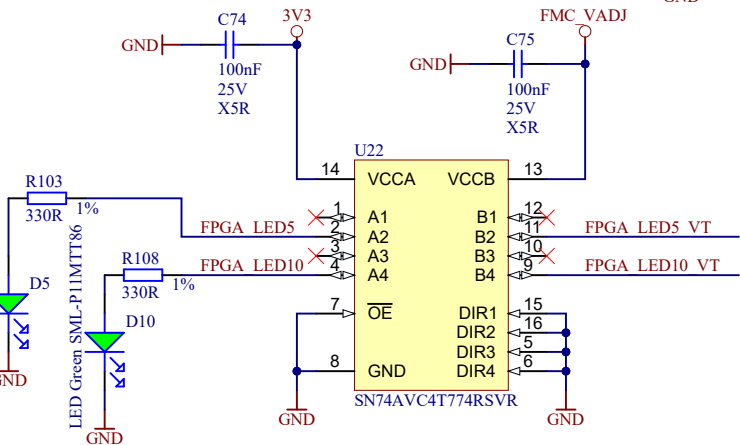 GND
C74
3V3
GND
100nF
25V
X5R
FMC_VADJ
C75
GND
100nF
25V
X5R
U22
14
VCCA
VCCB
13
R103
330R
1%
1
A1
B1
12
FPGA_LED5
2
A2
B2
11
FPGA_LED5_VT
3
A3
B3
10
R108
330R
1%
FPGA_LED10
4
A4
B4
9
FPGA_LED10_VT
D5
LED Green SML-P11MTT86
D10
7
OE
DIR1
15
DIR2
16
DIR3
5
8
GND
DIR4
6
SN74AVC4T774RSVR
GND
GND
GND
GND